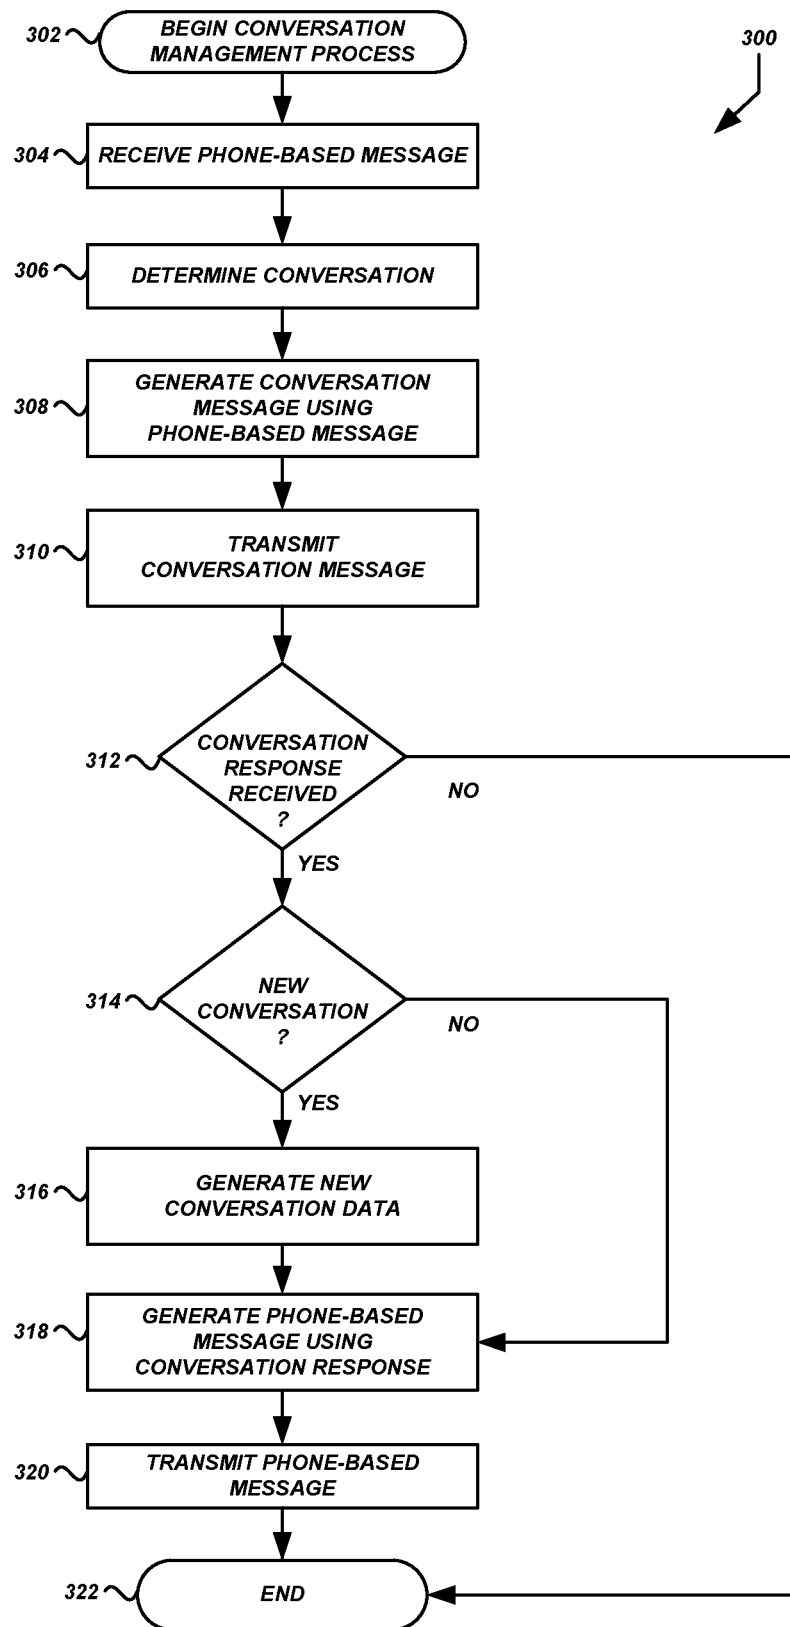 302
BEGIN CONVERSATION
MANAGEMENT PROCESS
300
304
RECEIVE PHONE-BASED MESSAGE
306
DETERMINE CONVERSATION
308
GENERATE CONVERSATION
MESSAGE USING
PHONE-BASED MESSAGE
310
TRANSMIT
CONVERSATION MESSAGE
312
CONVERSATION
RESPONSE
RECEIVED
?
NO
YES
314
NEW
CONVERSATION
?
NO
YES
316
GENERATE NEW
CONVERSATION DATA
318
GENERATE PHONE-BASED
MESSAGE USING
CONVERSATION RESPONSE
320
TRANSMIT PHONE-BASED
MESSAGE
322
END